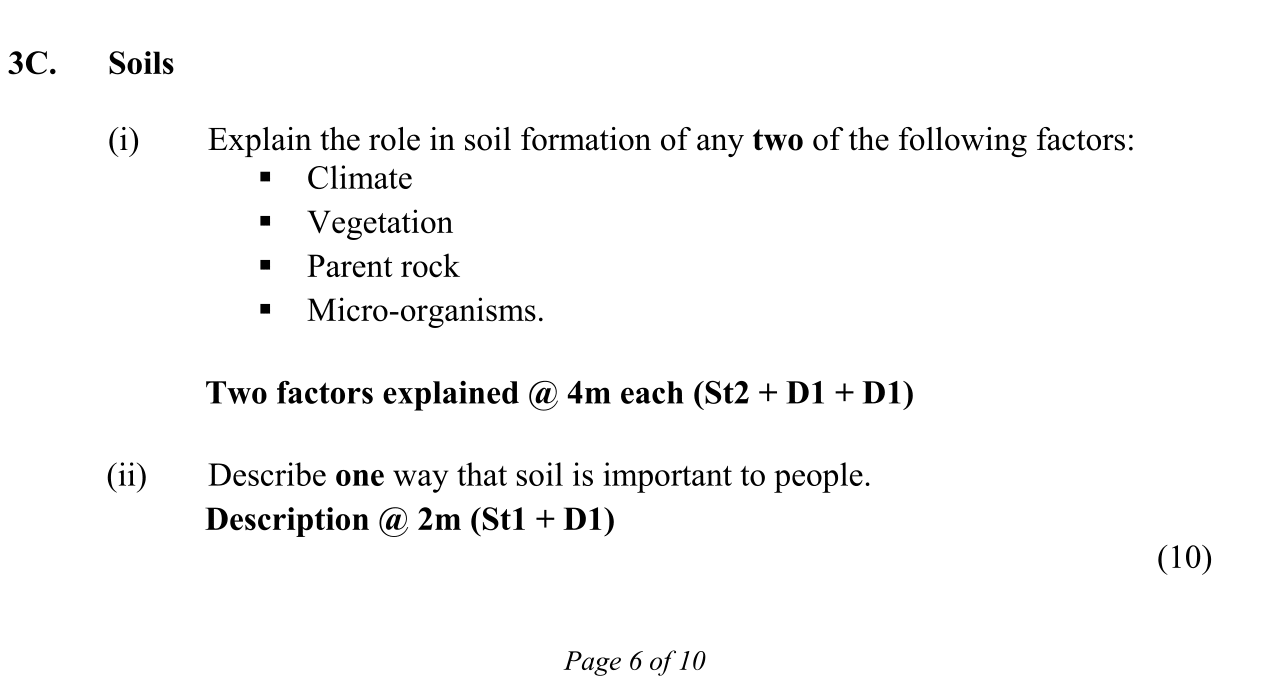 3C. Soils
(i) Explain the role in soil formation of any two of the following factors:
▪ Climate
▪ Vegetation
▪ Parent rock
▪ Micro-organisms.
Two factors explained @ 4m each (St2 + D1 + D1)
(ii) Describe one way that soil is important to people.
Description @ 2m (St1 + D1)
(10)
Page 6 of 10